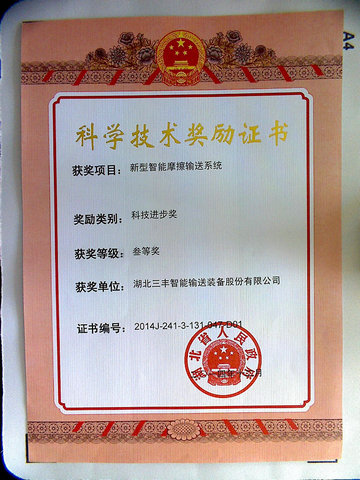 A4
科学技术奖励证书
获奖项目：新型智能摩擦输送系统
奖励类别：科技进步奖
获奖等级：叁等奖
获奖单位：湖北三丰智能输送装备股份有限公司
证书编号：2014J-241-3-131-047-D01
湖北省人民政府
月